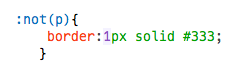 :not(p){
border:1px solid #333;
}